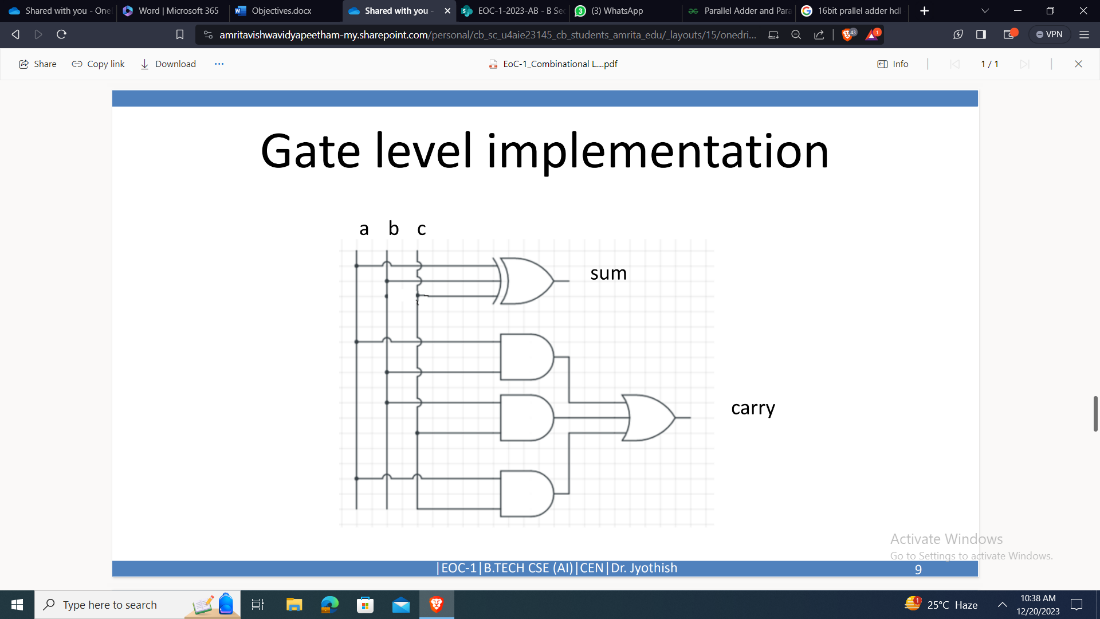 Shared with you - One
Word | Microsoft 365
Objectives.docx
Shared with you -
EOC-1-2023-AB - B Sec
(3) WhatsApp
Parallel Adder and Para
16bit prallel adder hdl
amritavishwavidyapeetham-my.sharepoint.com/personal/cb_sc_u4aie23145_cb_students_amrita_edu/_layouts/15/onedri...
VPN
Share
Copy link
Download
EoC-1_Combinational L....pdf
Info
1 / 1
Gate level implementation
a b c
sum
carry
Activate Windows
Go to Settings to activate Windows.
|EOC-1|B.TECH CSE (AI)|CEN|Dr. Jyothish
9
Type here to search
25°C Haze
10:38 AM
12/20/2023